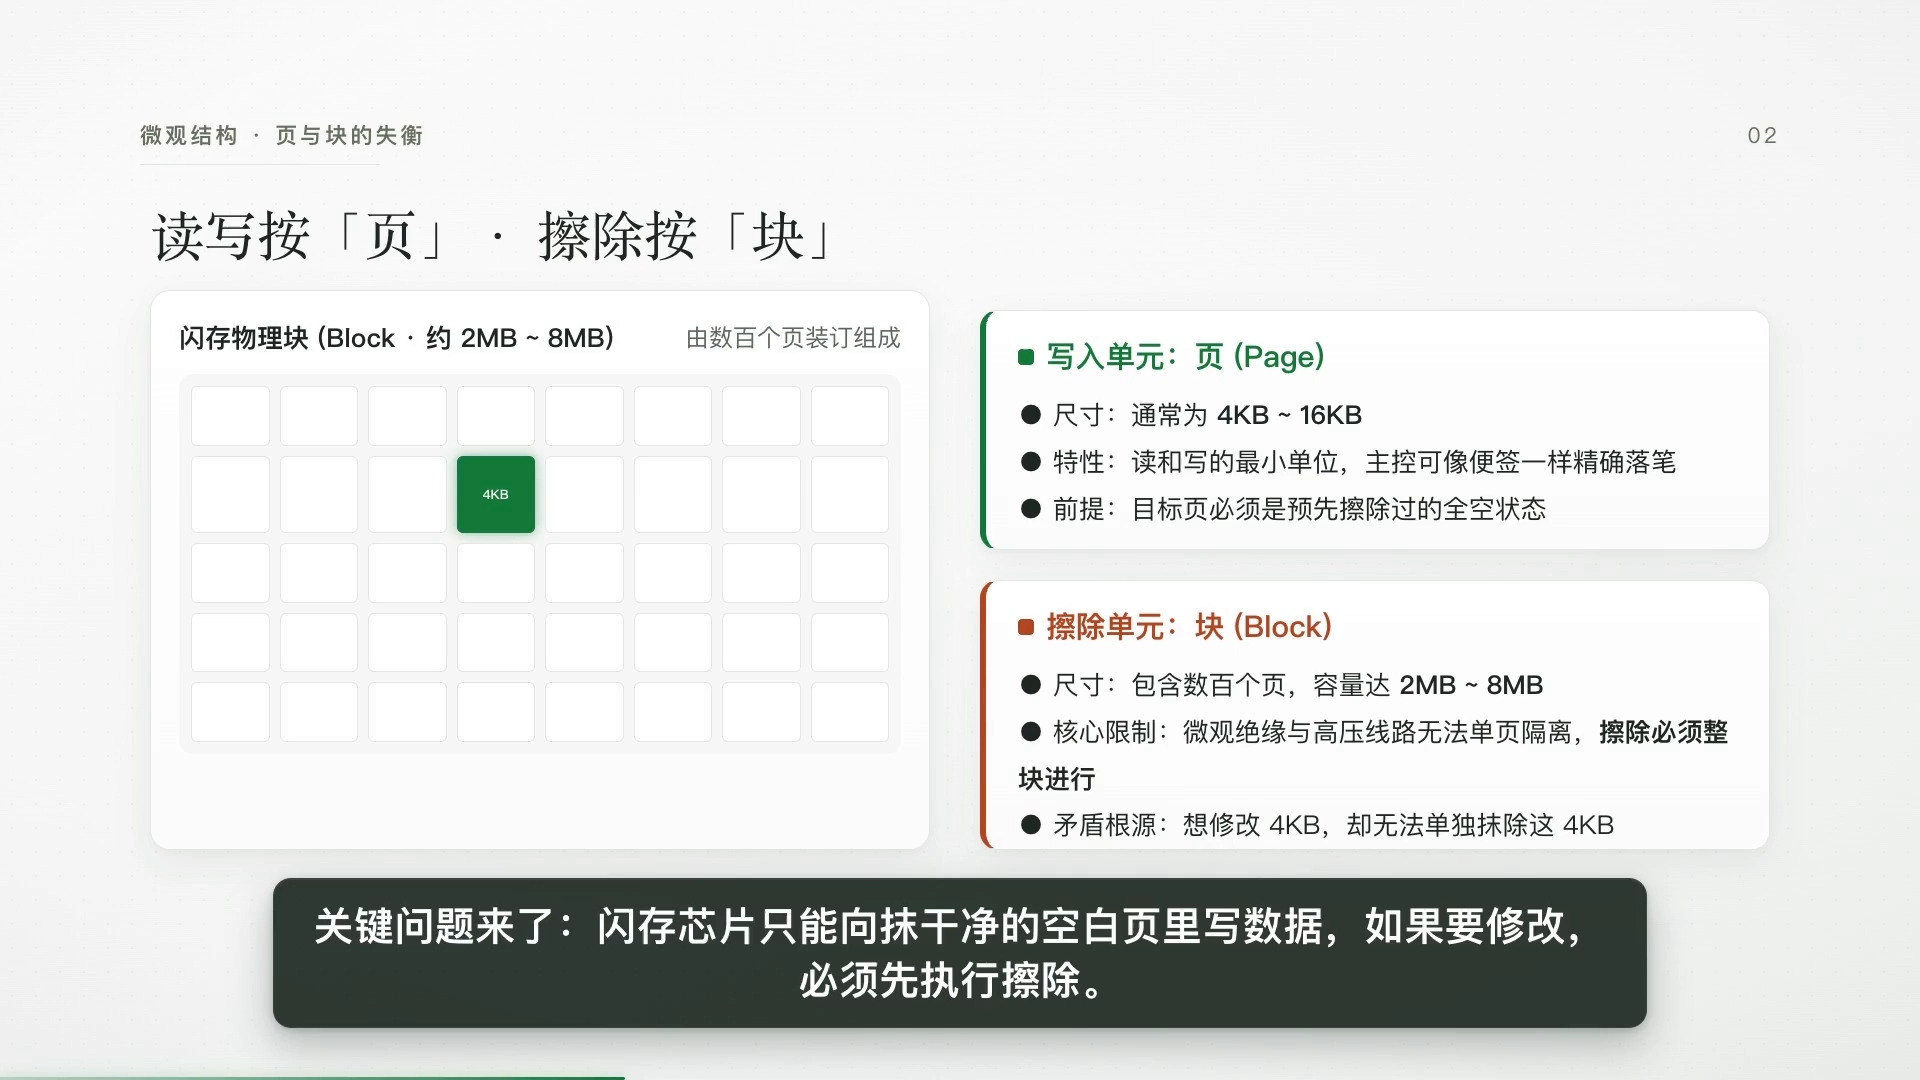 微观结构 · 页与块的失衡
02
读写按「页」 · 擦除按「块」
闪存物理块 (Block · 约 2MB ~ 8MB)
由数百个页装订组成
4KB
写入单元：页 (Page)
● 尺寸：通常为 4KB ~ 16KB
● 特性：读和写的最小单位，主控可像便签一样精确落笔
● 前提：目标页必须是预先擦除过的全空状态
擦除单元：块 (Block)
● 尺寸：包含数百个页，容量达 2MB ~ 8MB
● 核心限制：微观绝缘与高压线路无法单页隔离，擦除必须整
块进行
● 矛盾根源：想修改 4KB，却无法单独抹除这 4KB
关键问题来了：闪存芯片只能向抹干净的空白页里写数据，如果要修改，
必须先执行擦除。